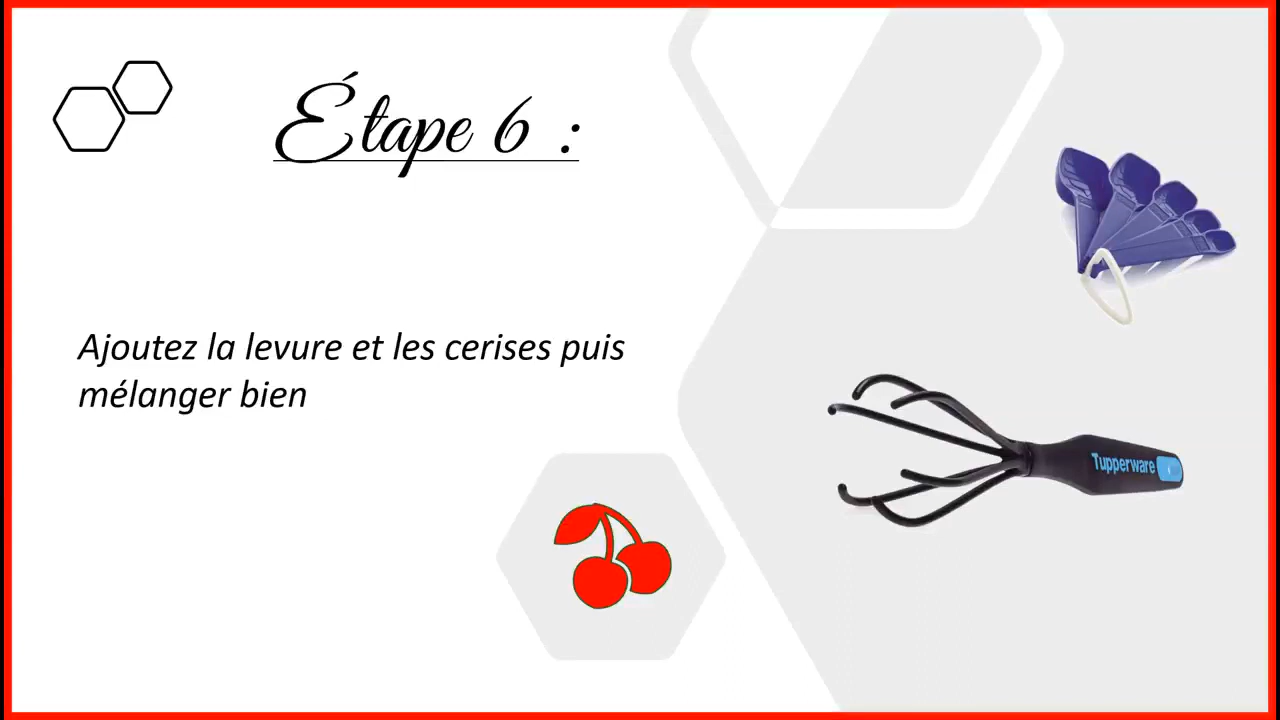 Étape 6 :
Ajoutez la levure et les cerises puis
mélanger bien
Tupperware